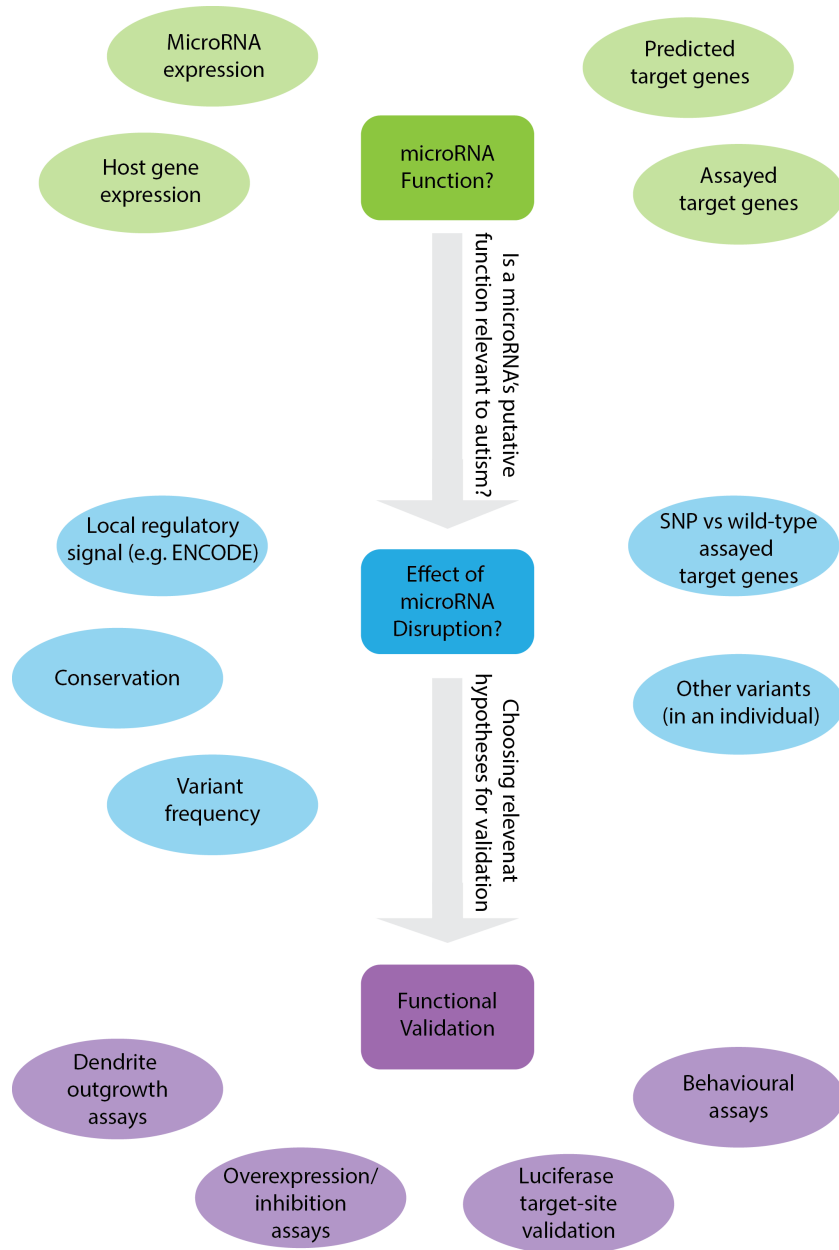 MicroRNA
expression
Predicted
target genes
Host gene
expression
microRNA
Function?
Assayed
target genes
Is a microRNA's putative
function relevant to autism?
Local regulatory
signal (e.g. ENCODE)
SNP vs wild-type
assayed
target genes
Effect of
microRNA
Disruption?
Conservation
Other variants
(in an individual)
Variant
frequency
Choosing relevenat
hypotheses for validation
Functional
Validation
Dendrite
outgrowth
assays
Behavioural
assays
Overexpression/
inhibition
assays
Luciferase
target-site
validation